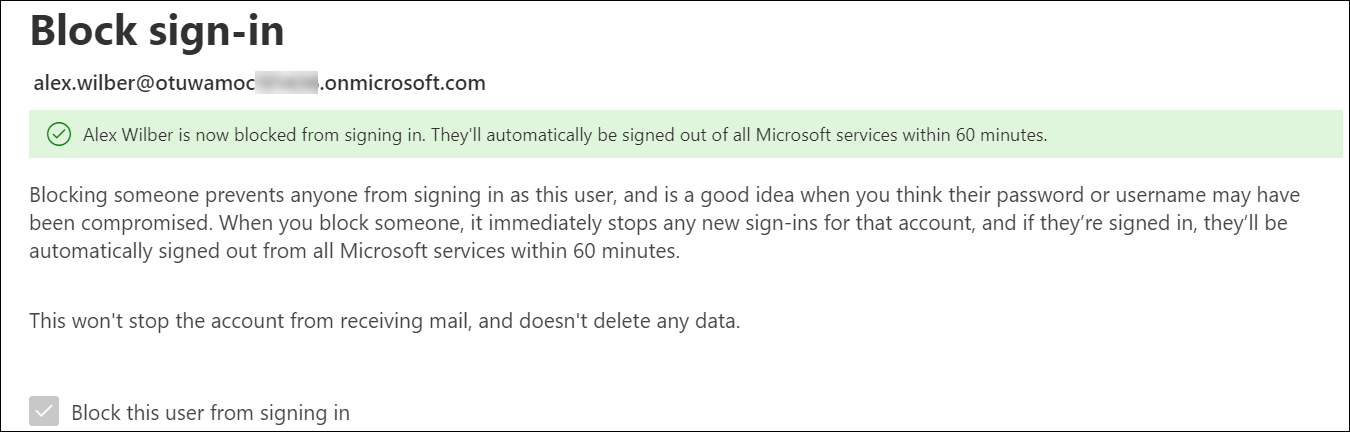 Block sign-in
alex.wilber@otuwamoc .onmicrosoft.com
Alex Wilber is now blocked from signing in. They'll automatically be signed out of all Microsoft services within 60 minutes.
Blocking someone prevents anyone from signing in as this user, and is a good idea when you think their password or username may have
been compromised. When you block someone, it immediately stops any new sign-ins for that account, and if they’re signed in, they’ll be
automatically signed out from all Microsoft services within 60 minutes.
This won't stop the account from receiving mail, and doesn't delete any data.
Block this user from signing in